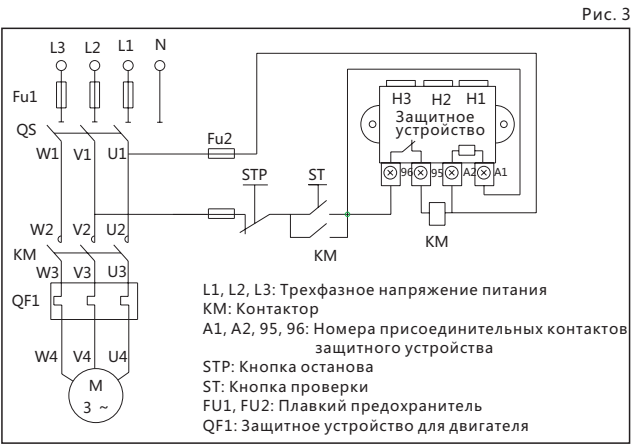 Рис. 3
L3 L2 L1 N
Fu1
H3 H2 H1
Защитное
устройство
QS
Fu2
W1 V1 U1
STP ST
96 95 A2 A1
W2 V2 U2
KM
KM
KM
W3 V3 U3
QF1
L1, L2, L3: Трехфазное напряжение питания
KM: Контактор
A1, A2, 95, 96: Номера присоединительных контактов
защитного устройства
STP: Кнопка останова
ST: Кнопка проверки
FU1, FU2: Плавкий предохранитель
QF1: Защитное устройство для двигателя
W4 V4 U4
M
3 ~